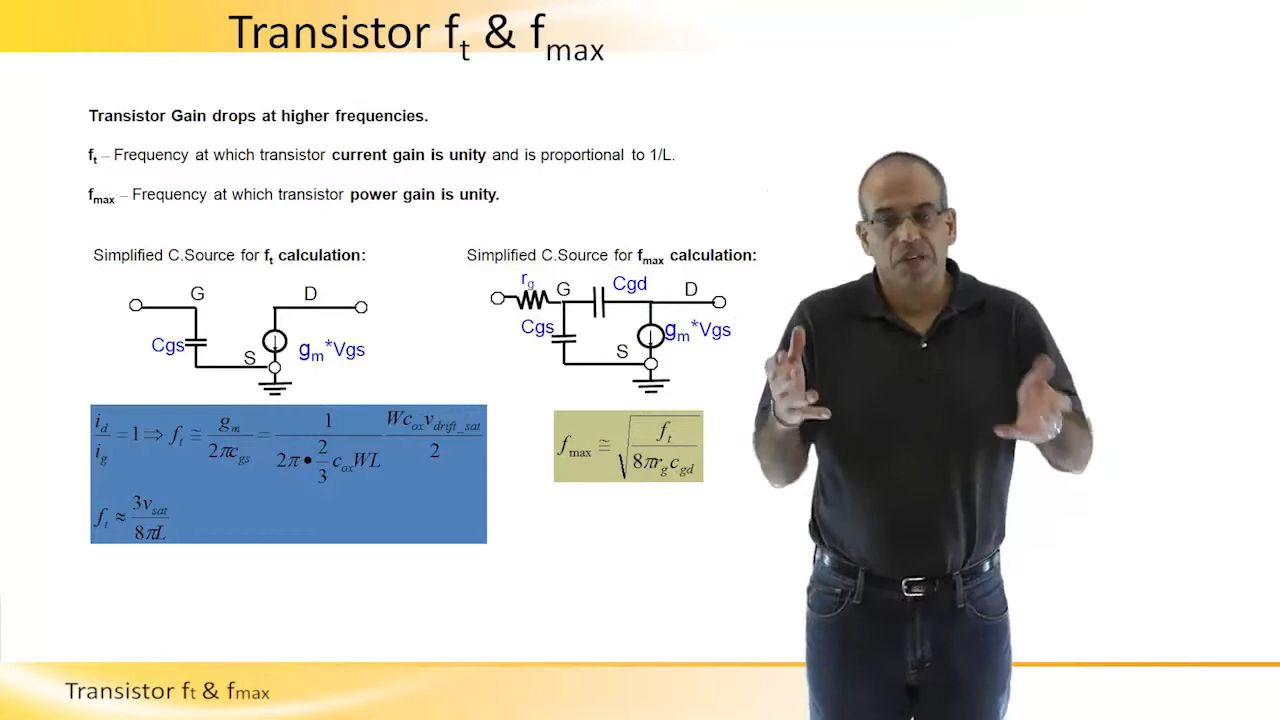 Transistor ft & fmax
Transistor Gain drops at higher frequencies.
ft – Frequency at which transistor current gain is unity and is proportional to 1/L.
fmax – Frequency at which transistor power gain is unity.
Simplified C.Source for ft calculation:
G D
Cgs S gm*Vgs
id/ig = 1 ⇒ ft ≅ gm/2πcgs = 1/(2π•2/3 coxWL) Wcoxvdrift_sat/2
ft ≈ 3vsat/8πL
Simplified C.Source for fmax calculation:
rg G Cgd D
Cgs S gm*Vgs
fmax ≅ √(ft/8πrgcgd)
Transistor ft & fmax